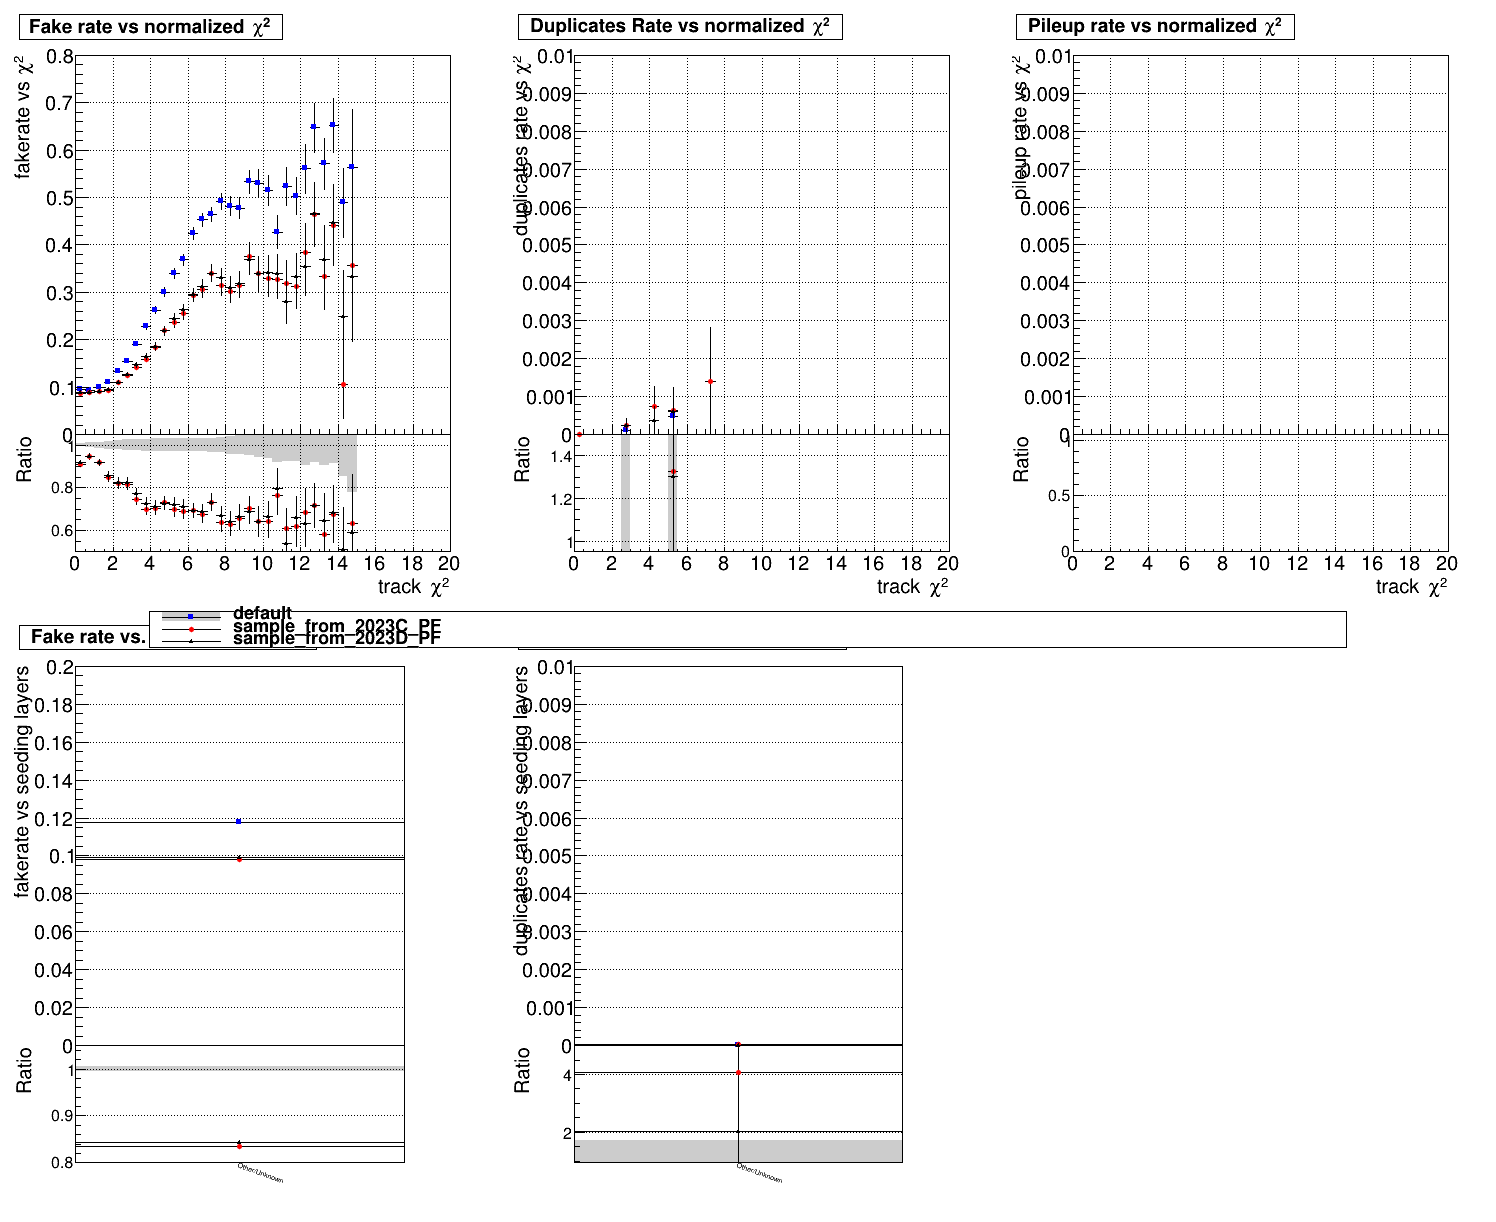 Fake rate vs normalized χ²
fakerate vs χ²
0.8
0.7
0.6
0.5
0.4
0.3
0.2
0.1
0
Ratio
1
0.8
0.6
0 2 4 6 8 10 12 14 16 18 20
track χ²
Duplicates Rate vs normalized χ²
duplicates rate vs χ²
0.01
0.009
0.008
0.007
0.006
0.005
0.004
0.003
0.002
0.001
0
Ratio
1.4
1.2
1
0 2 4 6 8 10 12 14 16 18 20
track χ²
Pileup rate vs normalized χ²
pileup rate vs χ²
0.01
0.009
0.008
0.007
0.006
0.005
0.004
0.003
0.002
0.001
0
Ratio
1
0.5
0
0 2 4 6 8 10 12 14 16 18 20
track χ²
default
sample_from_2023C_PF
sample_from_2023D_PF
Fake rate vs.
fakerate vs seeding layers
0.2
0.18
0.16
0.14
0.12
0.1
0.08
0.06
0.04
0.02
0
Ratio
1
0.9
0.8
Other/Unknown
duplicates rate vs seeding layers
0.01
0.009
0.008
0.007
0.006
0.005
0.004
0.003
0.002
0.001
0
Ratio
4
2
Other/Unknown